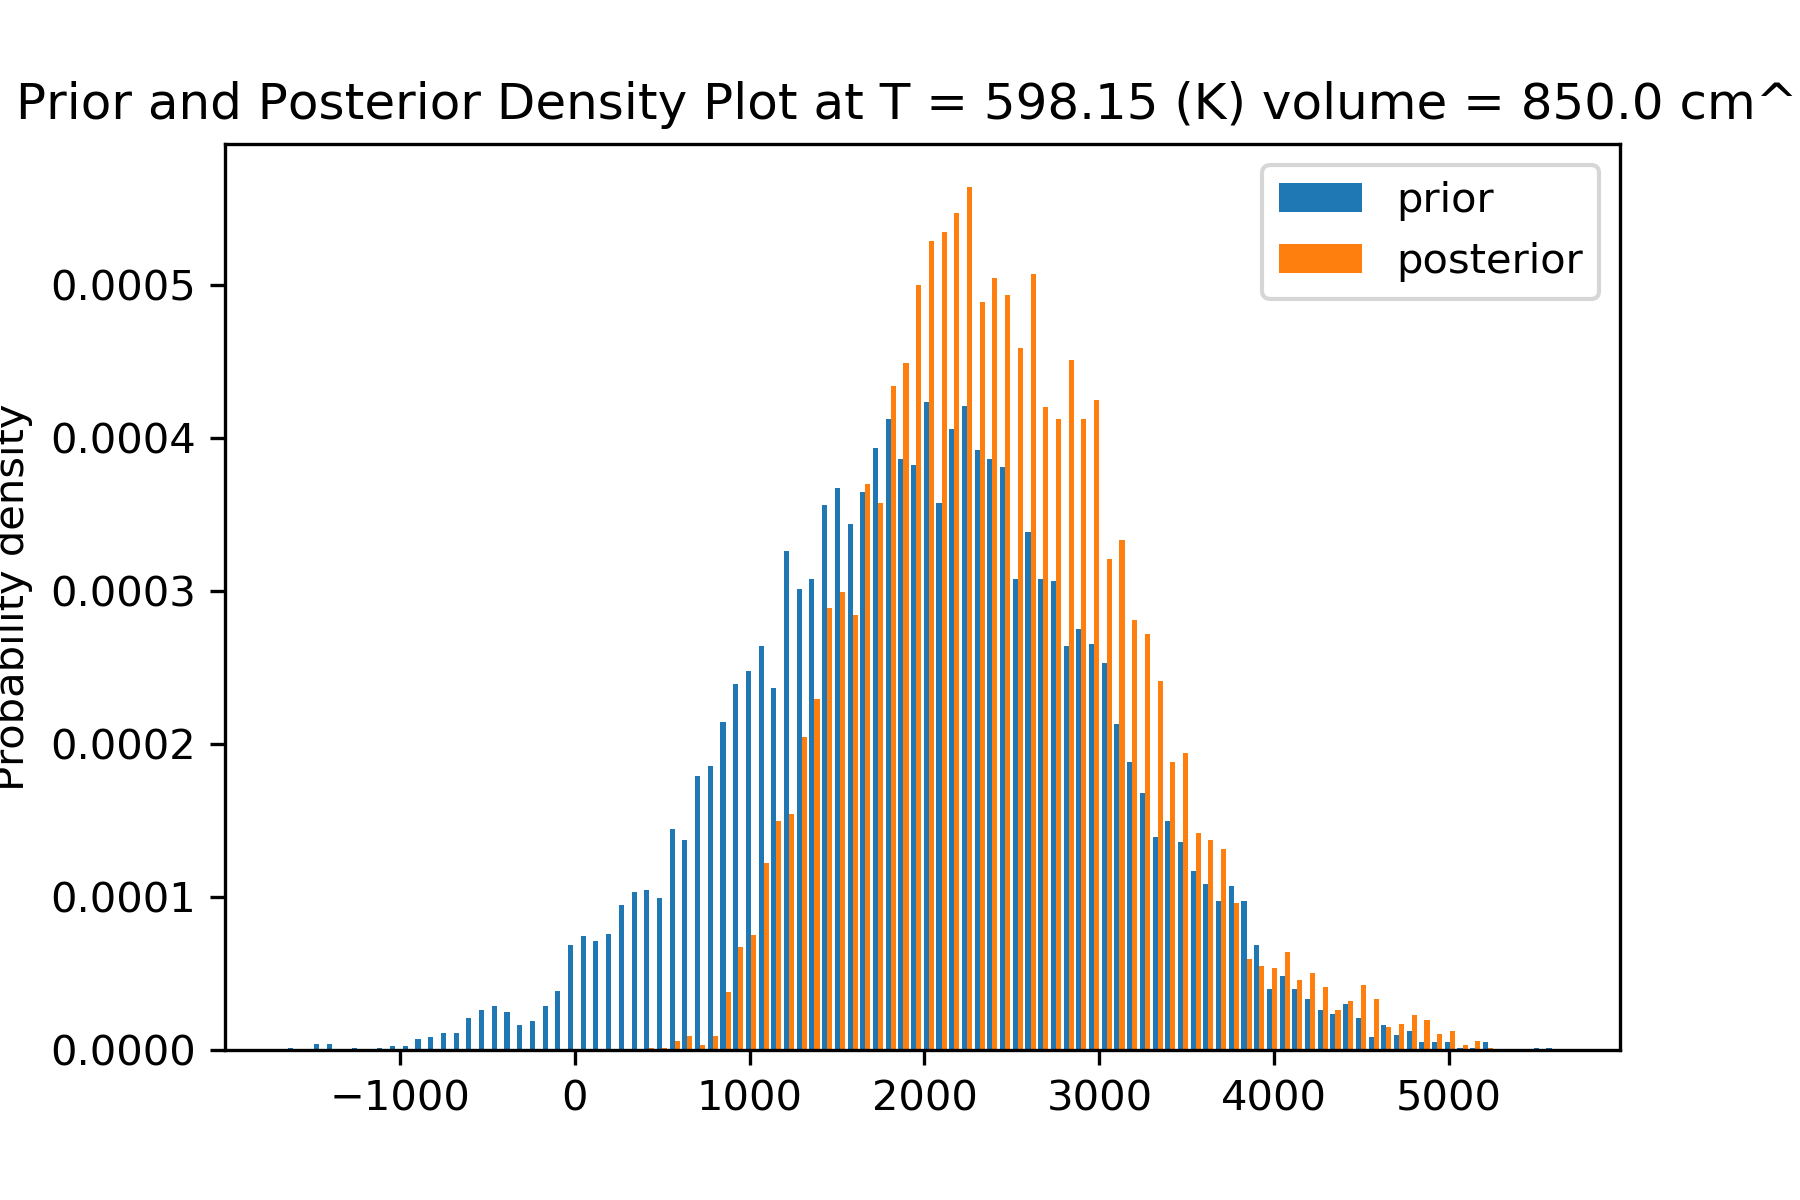 Prior and Posterior Density Plot at T = 598.15 (K) volume = 850.0 cm^
prior
posterior
Probability density
0.0005
0.0004
0.0003
0.0002
0.0001
0.0000
−1000 0 1000 2000 3000 4000 5000